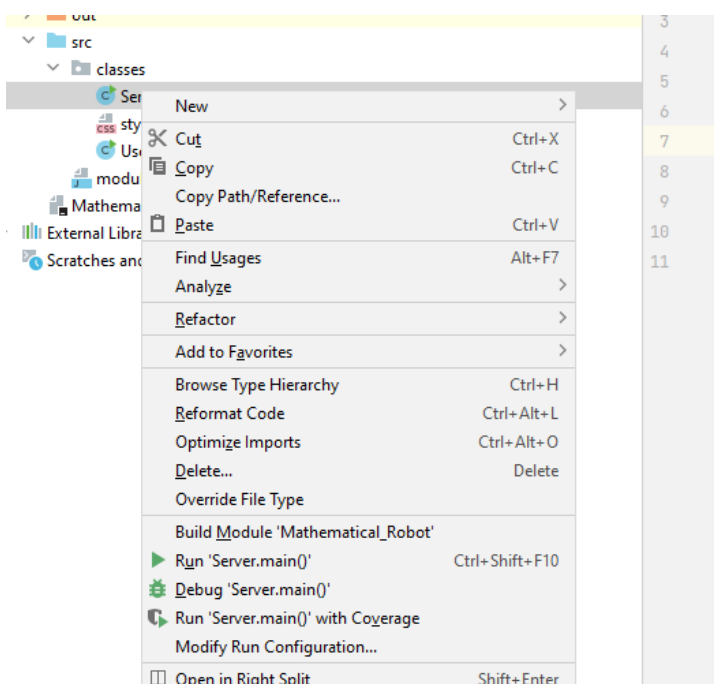 out
3
src
4
classes
5
Ser
New
6
CSS sty
Cut Ctrl+X
7
Use
Copy Ctrl+C
8
modu
Copy Path/Reference...
9
Mathema
Paste Ctrl+V
10
External Libra
Find Usages Alt+F7
11
Scratches and
Analyze
Refactor
Add to Favorites
Browse Type Hierarchy Ctrl+H
Reformat Code Ctrl+Alt+L
Optimize Imports Ctrl+Alt+O
Delete... Delete
Override File Type
Build Module 'Mathematical_Robot'
Run 'Server.main()' Ctrl+Shift+F10
Debug 'Server.main()'
Run 'Server.main()' with Coverage
Modify Run Configuration...
Open in Right Split Shift+Enter